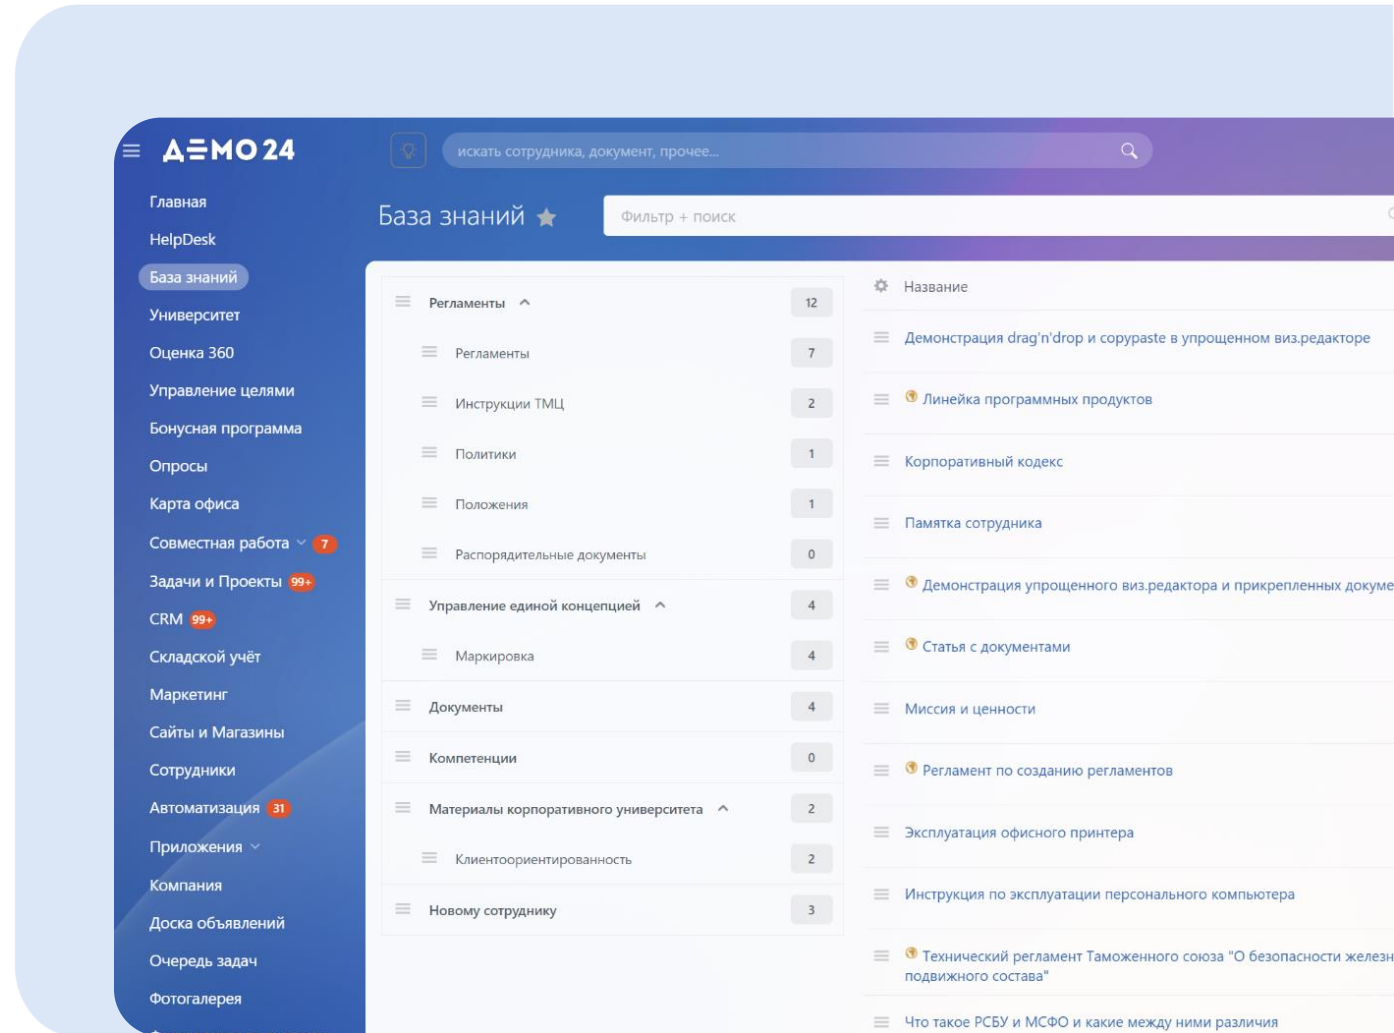 ДЕМО 24
искать сотрудника, документ, прочее...
Главная
HelpDesk
База знаний
Университет
Оценка 360
Управление целями
Бонусная программа
Опросы
Карта офиса
Совместная работа 7
Задачи и Проекты 99+
CRM 99+
Складской учёт
Маркетинг
Сайты и Магазины
Сотрудники
Автоматизация 31
Приложения
Компания
Доска объявлений
Очередь задач
Фотогалерея
База знаний
Фильтр + поиск
Регламенты 12
Регламенты 7
Инструкции ТМЦ 2
Политики 1
Положения 1
Распорядительные документы 0
Управление единой концепцией 4
Маркировка 4
Документы 4
Компетенции 0
Материалы корпоративного университета 2
Клиентоориентированность 2
Новому сотруднику 3
Название
Демонстрация drag'n'drop и copypaste в упрощенном виз.редакторе
Линейка программных продуктов
Корпоративный кодекс
Памятка сотрудника
Демонстрация упрощенного виз.редактора и прикрепленных докуме
Статья с документами
Миссия и ценности
Регламент по созданию регламентов
Эксплуатация офисного принтера
Инструкция по эксплуатации персонального компьютера
Технический регламент Таможенного союза "О безопасности железн
подвижного состава"
Что такое РСБУ и МСФО и какие между ними различия